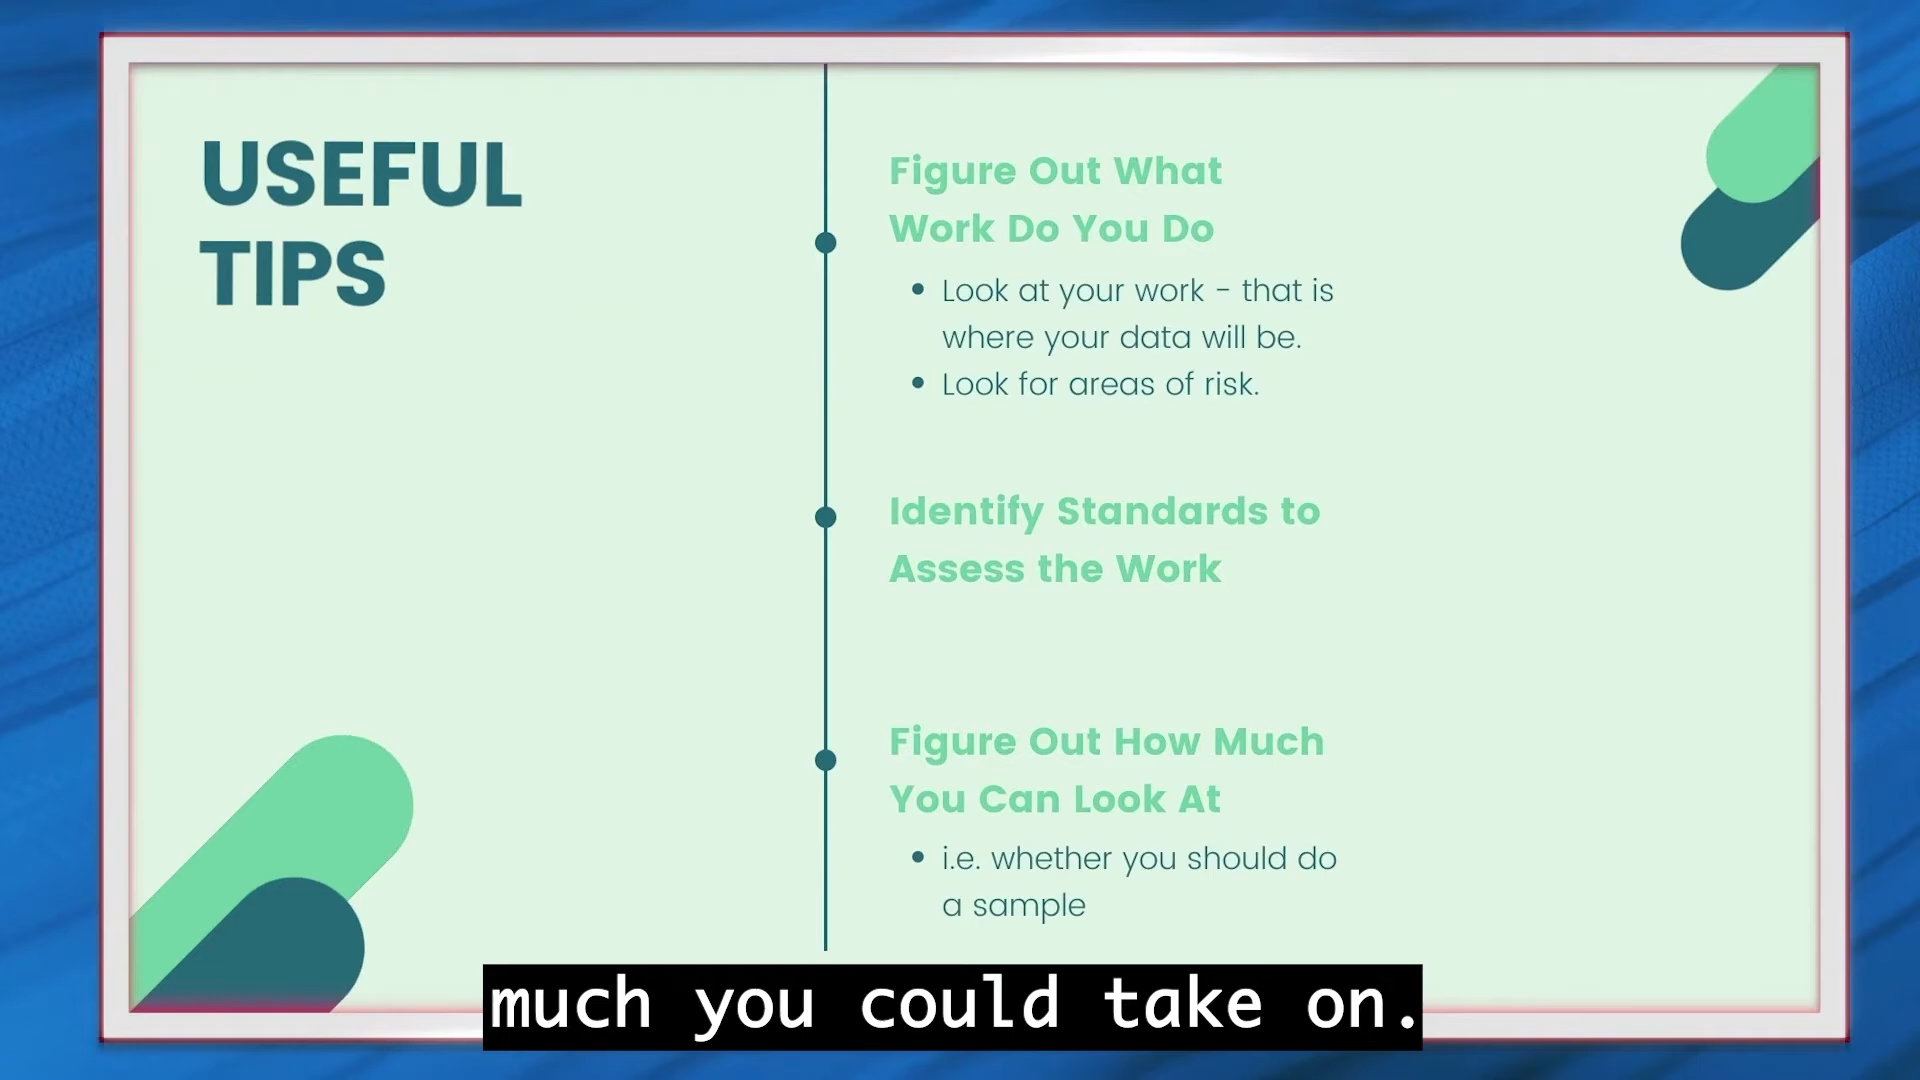 USEFUL
TIPS
Figure Out What
Work Do You Do
• Look at your work - that is
where your data will be.
• Look for areas of risk.
Identify Standards to
Assess the Work
Figure Out How Much
You Can Look At
• i.e. whether you should do
a sample
much you could take on.